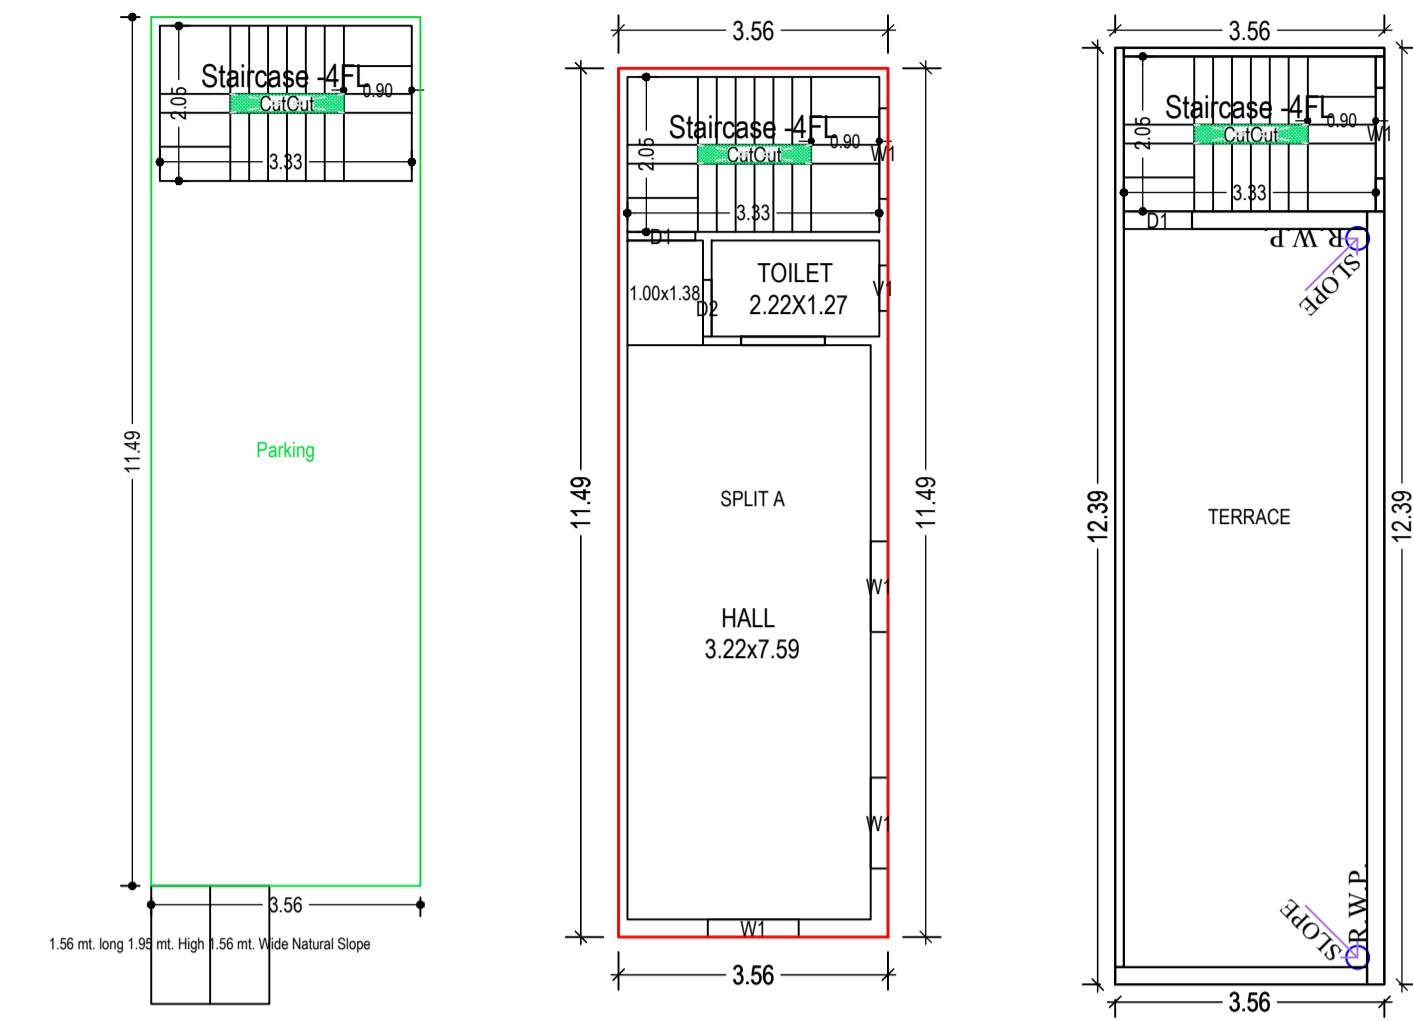 Staircase -4FL
0.90
2.05
CutOut
3.33
Parking
11.49
3.56
1.56 mt. long 1.95 mt. High 1.56 mt. Wide Natural Slope
3.56
Staircase -4FL
0.90
2.05
CutOut
W1
3.33
D1
TOILET
2.22X1.27
1.00x1.38
D2
V1
SPLIT A
11.49
11.49
W1
HALL
3.22x7.59
W1
W1
3.56
3.56
Staircase -4FL
0.90
2.05
CutOut
W1
3.33
D1
R.W.P.
SLOPE
TERRACE
12.39
12.39
R.W.P.
SLOPE
3.56